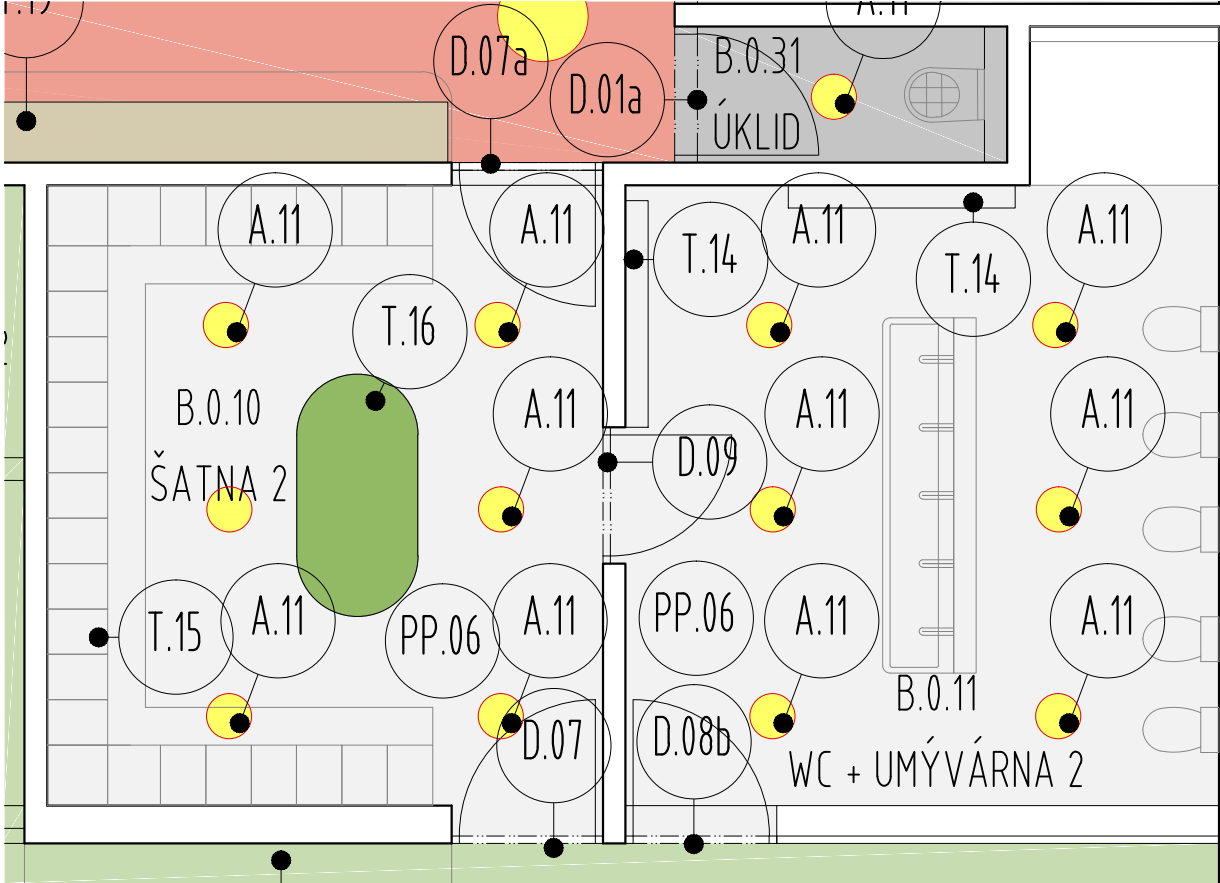 D.07a
D.01a
B.0.31
ÚKLID
A.11
A.11
A.11
A.11
A.11
T.14
T.14
T.16
B.0.10
ŠATNA 2
A.11
A.11
A.11
D.09
T.15
A.11
PP.06
A.11
PP.06
A.11
A.11
B.0.11
D.07
D.08b
WC + UMÝVÁRNA 2